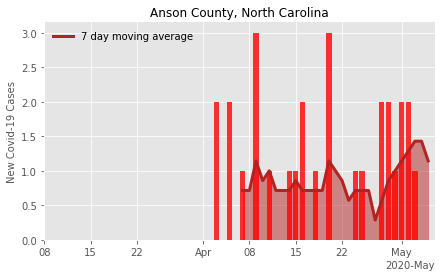 Anson County, North Carolina
7 day moving average
New Covid-19 Cases
3.0
2.5
2.0
1.5
1.0
0.5
0.0
08 15 22 Apr 08 15 22 May
2020-May